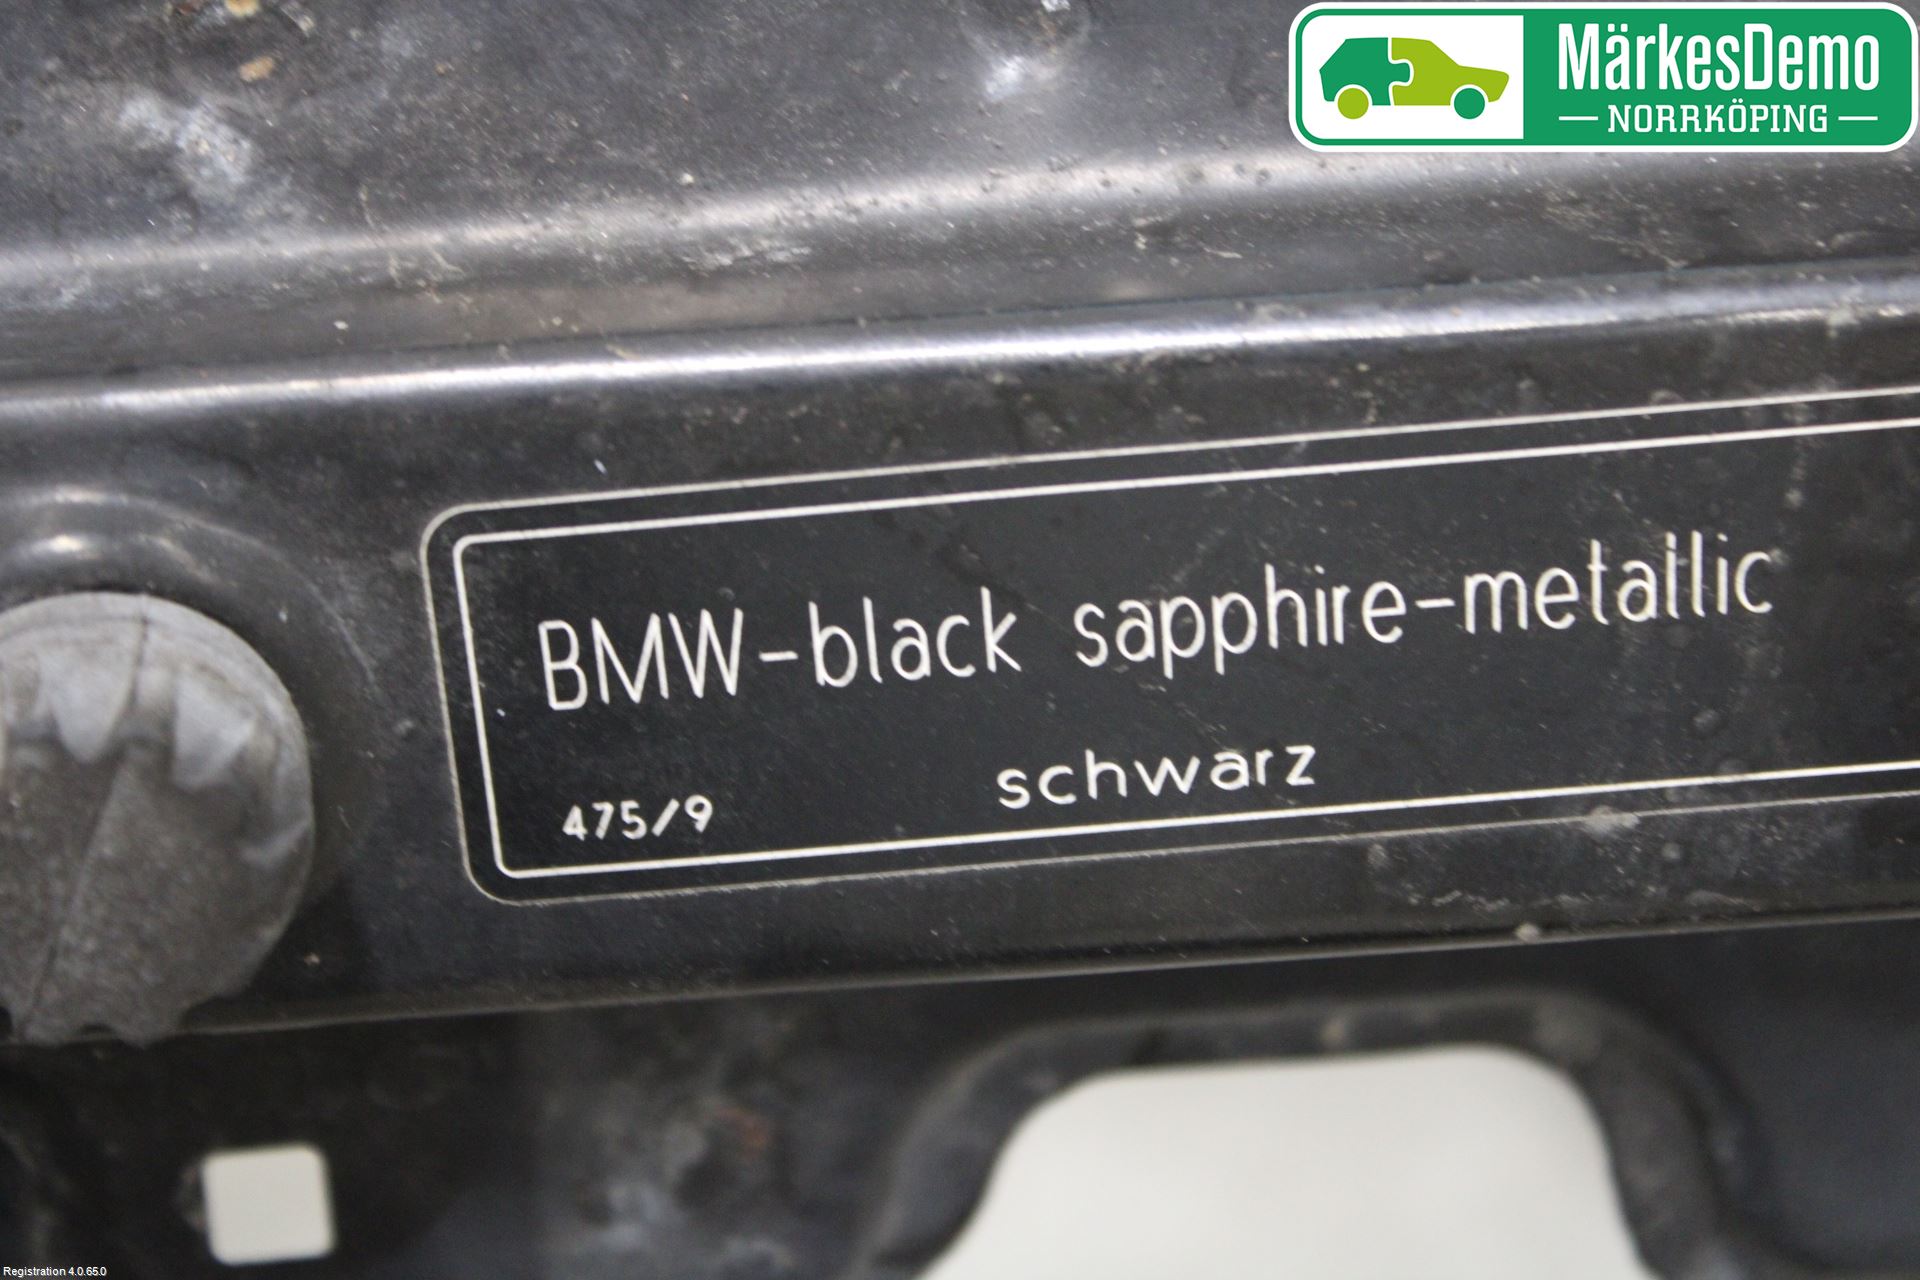 MärkesDemo
NORRKÖPING
BMW-black sapphire-metallic
schwarz
475/9
Registration 4.0.65.0